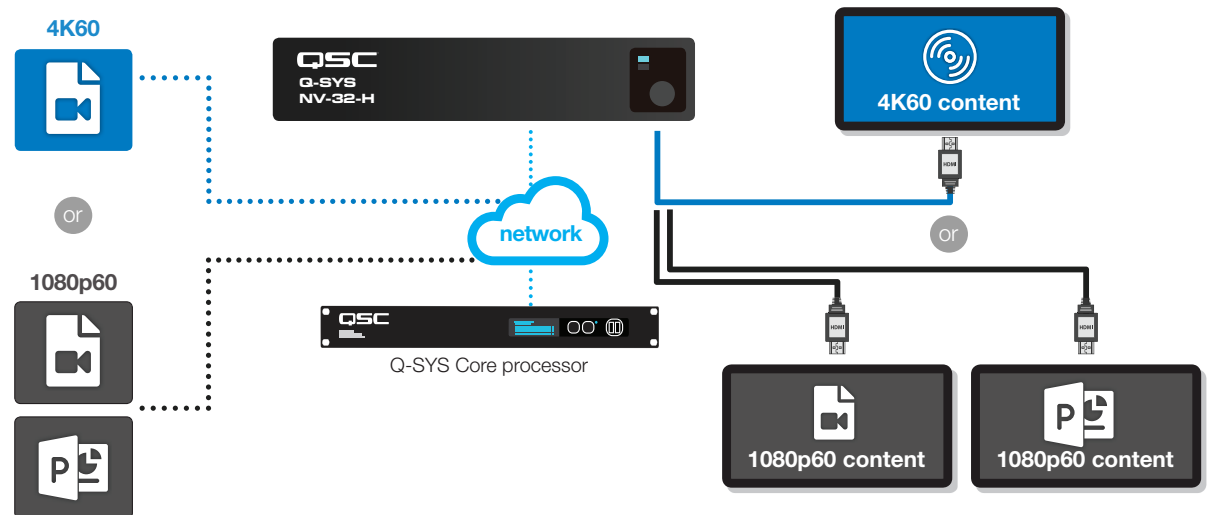 4K60
or
1080p60
P
QSC
Q-SYS
NV-32-H
network
QSC
Q-SYS Core processor
4K60 content
HDMI
or
HDMI
HDMI
1080p60 content
P
1080p60 content